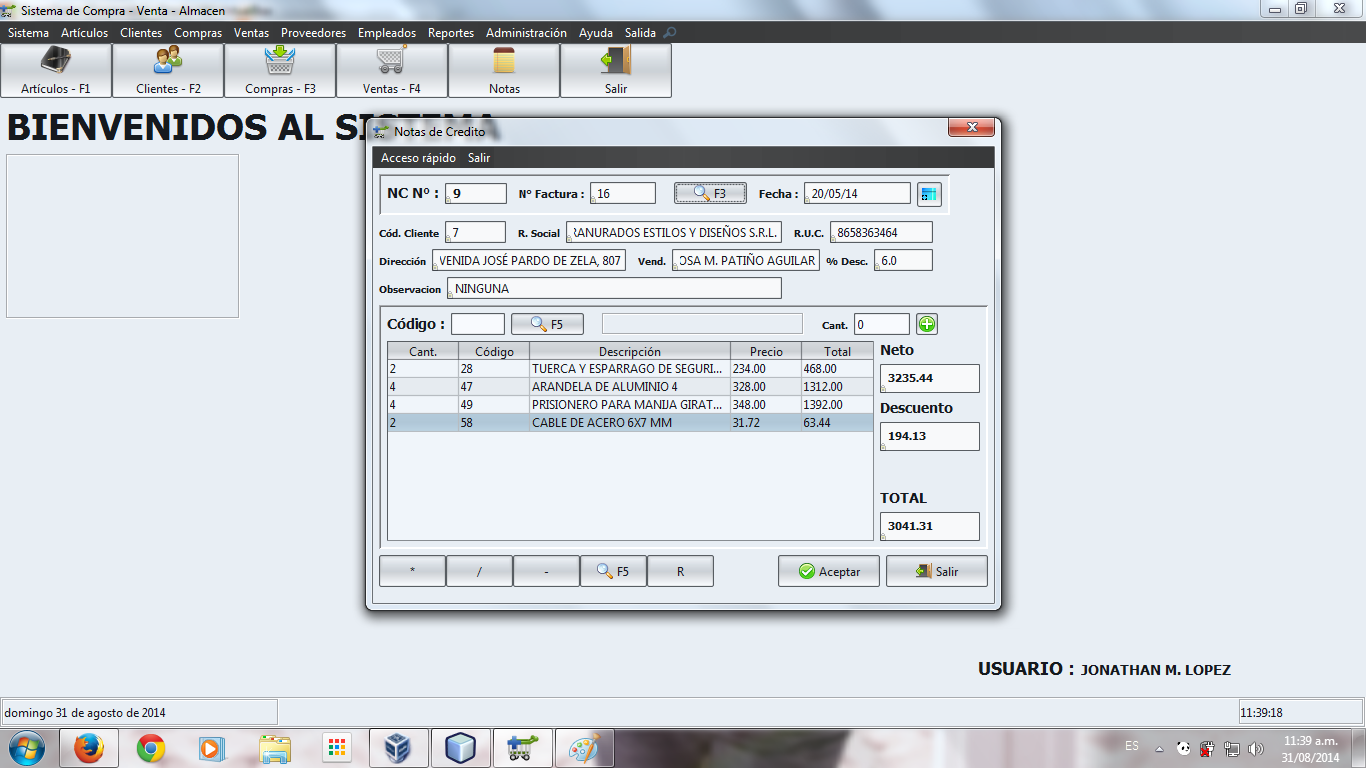 Sistema de Compra - Venta - Almacen
Sistema Artículos Clientes Compras Ventas Proveedores Empleados Reportes Administración Ayuda Salida
Artículos - F1 Clientes - F2 Compras - F3 Ventas - F4 Notas Salir
BIENVENIDOS AL
Notas de Credito
Acceso rápido Salir
NC Nº : 9 Nº Factura : 16 F3 Fecha : 20/05/14
Cód. Cliente 7 R. Social RANURADOS ESTILOS Y DISEÑOS S.R.L. R.U.C. 8658363464
Dirección VENIDA JOSÉ PARDO DE ZELA, 807 Vend. OSA M. PATIÑO AGUILAR % Desc. 6.0
Observacion NINGUNA
Código : F5 Cant. 0
Cant. Código Descripción Precio Total
2 28 TUERCA Y ESPARRAGO DE SEGURI... 234.00 468.00
4 47 ARANDELA DE ALUMINIO 4 328.00 1312.00
4 49 PRISIONERO PARA MANIJA GIRAT... 348.00 1392.00
2 58 CABLE DE ACERO 6X7 MM 31.72 63.44
Neto
3235.44
Descuento
194.13
TOTAL
3041.31
* / - F5 R Aceptar Salir
USUARIO : JONATHAN M. LOPEZ
domingo 31 de agosto de 2014 11:39:18
ES 11:39 a.m.
31/08/2014